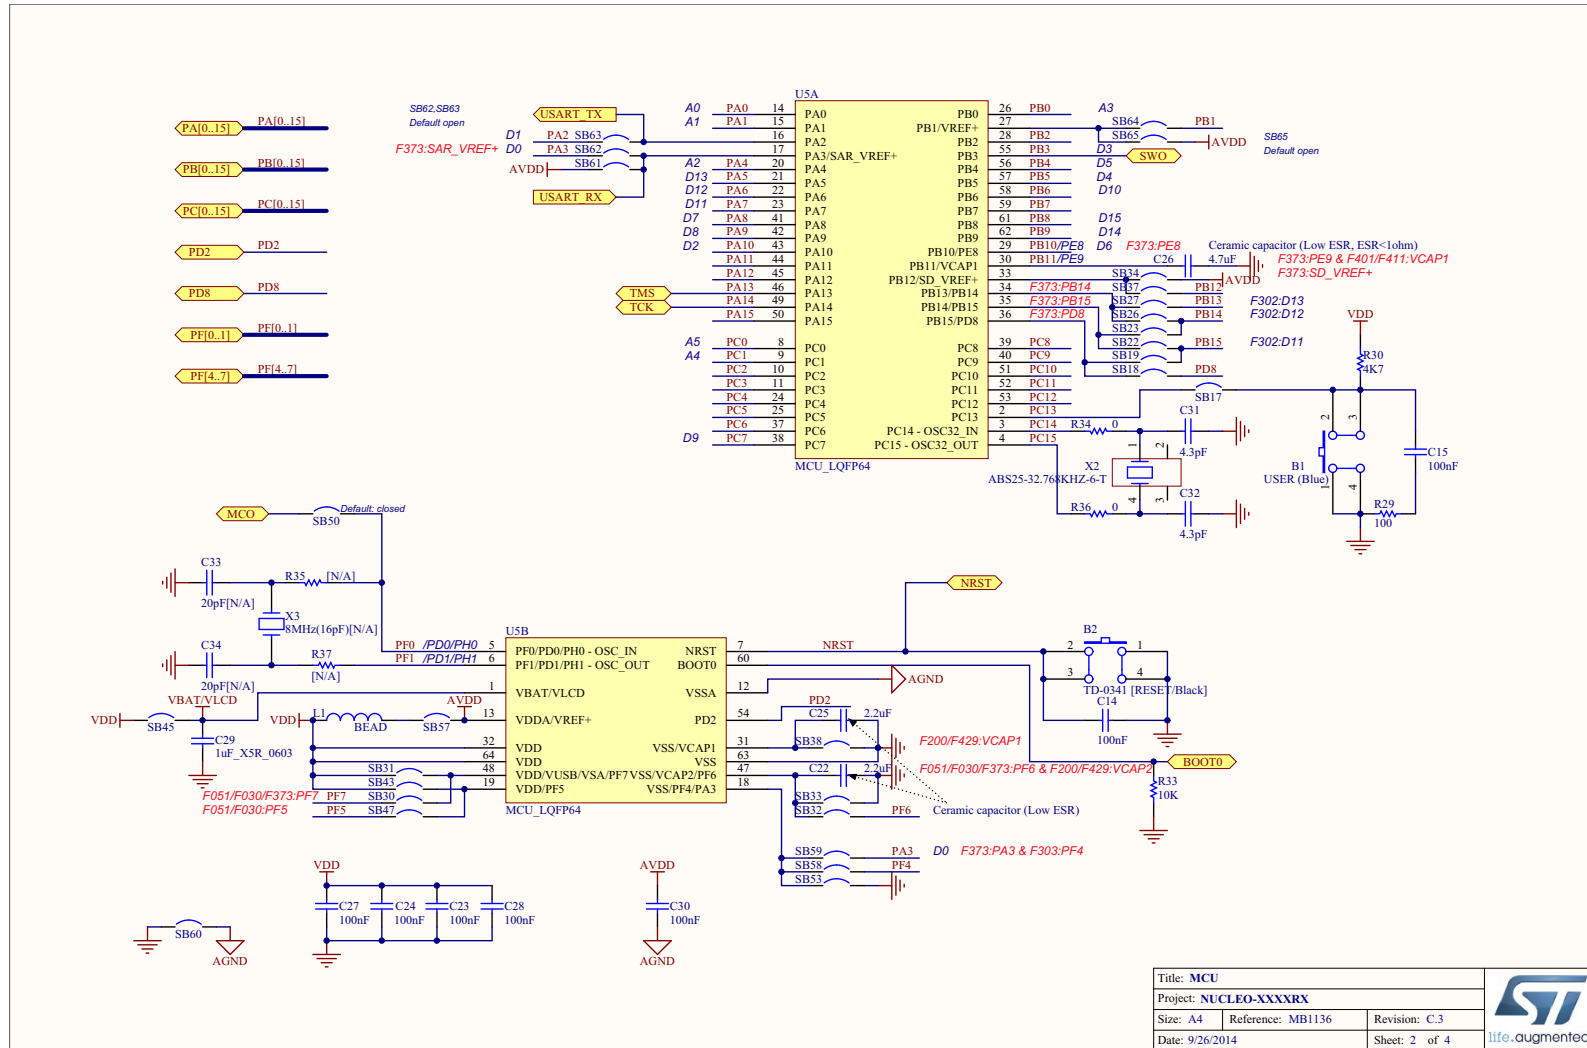 PA[0..15] PA[0..15]
PB[0..15] PB[0..15]
PC[0..15] PC[0..15]
PD2 PD2
PD8 PD8
PF[0..1] PF[0..1]
PF[4..7] PF[4..7]
SB62,SB63
Default open
USART_TX
D1 PA2 SB63
F373:SAR_VREF+ D0 PA3 SB62
AVDD SB61
USART_RX
TMS
TCK
U5A
A0 PA0 14 PA0
A1 PA1 15 PA1
16 PA2
17 PA3/SAR_VREF+
A2 PA4 20 PA4
D13 PA5 21 PA5
D12 PA6 22 PA6
D11 PA7 23 PA7
D7 PA8 41 PA8
D8 PA9 42 PA9
D2 PA10 43 PA10
PA11 44 PA11
PA12 45 PA12
PA13 46 PA13
PA14 49 PA14
PA15 50 PA15
A5 PC0 8 PC0
A4 PC1 9 PC1
PC2 10 PC2
PC3 11 PC3
PC4 24 PC4
PC5 25 PC5
PC6 37 PC6
D9 PC7 38 PC7
MCU_LQFP64
PB0 26 PB0 A3
PB1/VREF+ 27 SB64 PB1
PB2 28 PB2 SB65 AVDD
SB65
Default open
PB3 55 PB3 D3 SWO
PB4 56 PB4 D5
PB5 57 PB5 D4
PB6 58 PB6 D10
PB7 59 PB7
PB8 61 PB8 D15
PB9 62 PB9 D14
PB10/PE8 29 PB10/PE8 D6 F373:PE8
PB11/VCAP1 30 PB11/PE9 C26 4.7uF
Ceramic capacitor (Low ESR, ESR<1ohm)
F373:PE9 & F401/F411:VCAP1
F373:SD_VREF+
PB12/SD_VREF+ 33 SB34 AVDD
PB13/PB14 34 F373:PB14 SB37 PB12
PB14/PB15 35 F373:PB15 SB27 PB13 F302:D13
PB15/PD8 36 F373:PD8 SB26 PB14 F302:D12
SB23
SB22 PB15 F302:D11
SB19
SB18 PD8
PC8 39 PC8
PC9 40 PC9
PC10 51 PC10
PC11 52 PC11
PC12 53 PC12
PC13 2 PC13
PC14 - OSC32_IN 3 PC14 R34 0
PC15 - OSC32_OUT 4 PC15
SB17
C31
4.3pF
1 2
X2
ABS25-32.768KHZ-6-T
4 3
R36 0
C32
4.3pF
VDD
R30
4K7
2 3
B1
USER (Blue)
1 4
C15
100nF
R29
100
MCO SB50 Default: closed
C33
20pF[N/A]
R35 [N/A]
X3
8MHz(16pF)[N/A]
C34
20pF[N/A]
R37
[N/A]
VBAT/VLCD
VDD SB45
C29
1uF_X5R_0603
VDD L1 BEAD SB57 AVDD
SB31
SB43
F051/F030/F373:PF7 PF7 SB30
F051/F030:PF5 PF5 SB47
U5B
PF0 /PD0/PH0 5 PF0/PD0/PH0 - OSC_IN
PF1 /PD1/PH1 6 PF1/PD1/PH1 - OSC_OUT
1 VBAT/VLCD
13 VDDA/VREF+
32 VDD
64 VDD
48 VDD/VUSB/VSA/PF7
19 VDD/PF5
MCU_LQFP64
NRST 7 NRST
BOOT0 60
VSSA 12 AGND
PD2 54 PD2
VSS/VCAP1 31
VSS 63
VSS/VCAP2/PF6 47
VSS/PF4/PA3 18
NRST
C25 2.2uF
SB38
F200/F429:VCAP1
C22 2.2uF
F051/F030/F373:PF6 & F200/F429:VCAP2
SB33
SB32 PF6
Ceramic capacitor (Low ESR)
SB59 PA3 D0 F373:PA3 & F303:PF4
SB58 PF4
SB53
B2
2 1
3 4
TD-0341 [RESET/Black]
C14
100nF
BOOT0
R33
10K
VDD
C27
100nF
C24
100nF
C23
100nF
C28
100nF
AVDD
C30
100nF
AGND
SB60
AGND
Title: MCU
Project: NUCLEO-XXXXRX
Size: A4 Reference: MB1136 Revision: C.3
Date: 9/26/2014 Sheet: 2 of 4
ST
life.augmented